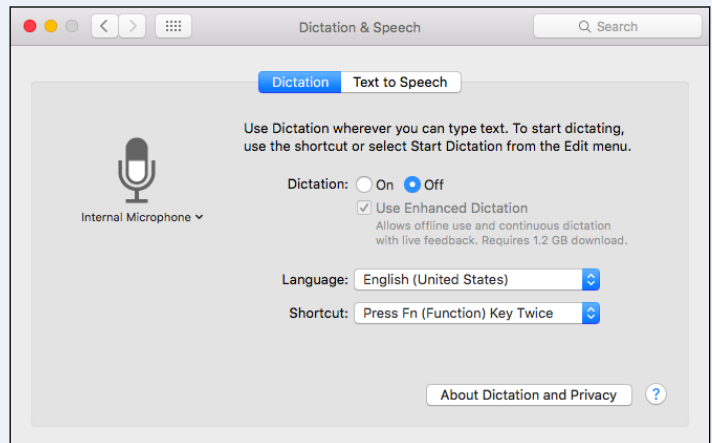 Dictation & Speech
Search
Dictation
Text to Speech
Use Dictation wherever you can type text. To start dictating,
use the shortcut or select Start Dictation from the Edit menu.
Internal Microphone
Dictation: On Off
Use Enhanced Dictation
Allows offline use and continuous dictation
with live feedback. Requires 1.2 GB download.
Language: English (United States)
Shortcut: Press Fn (Function) Key Twice
About Dictation and Privacy ?